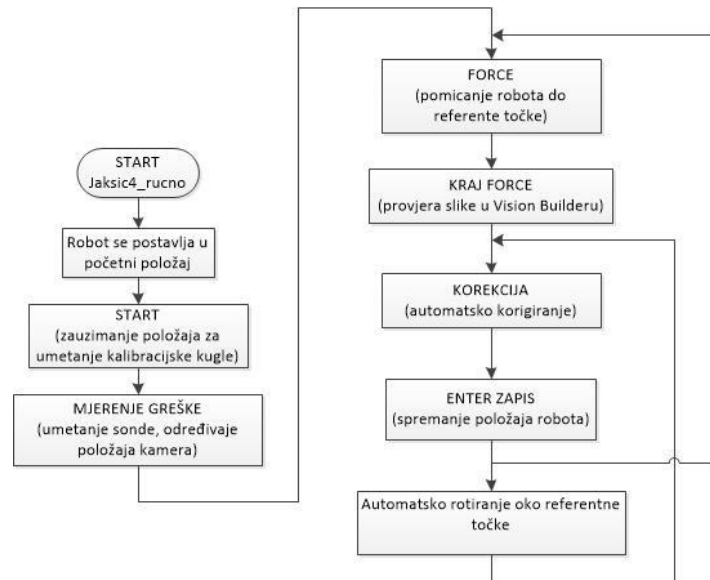 START
Jaksic4_rucno
Robot se postavlja u
početni položaj
START
(zauzimanje položaja za
umetanje kalibracijske kugle)
MJERENJE GREŠKE
(umetanje sonde, određivaje
položaja kamera)
FORCE
(pomicanje robota do
referente točke)
KRAJ FORCE
(provjera slike u Vision Builderu)
KOREKCIJA
(automatsko korigiranje)
ENTER ZAPIS
(spremanje položaja robota)
Automatsko rotiranje oko referentne
točke